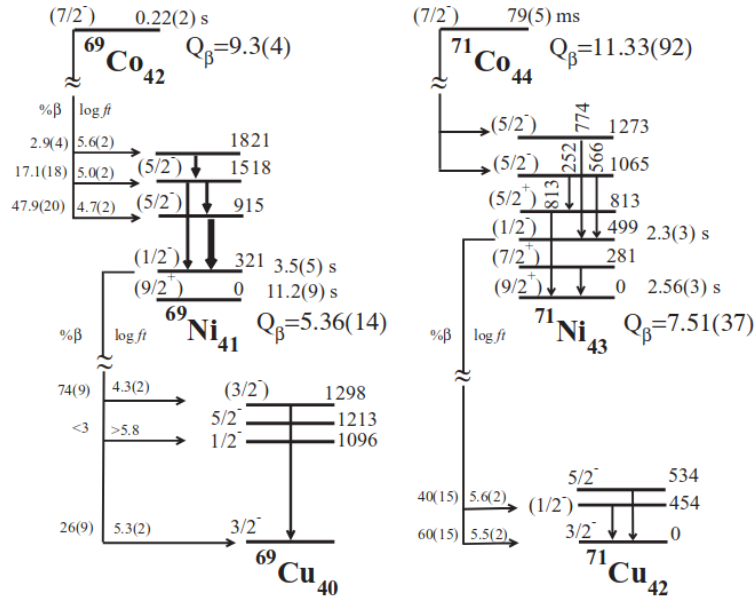 (7/2⁻) 0.22(2) s
⁶⁹Co₄₂ Q_β=9.3(4)
%β log ft
2.9(4) 5.6(2) 1821
17.1(18) 5.0(2) (5/2⁻) 1518
47.9(20) 4.7(2) (5/2⁻) 915
(1/2⁻) 321 3.5(5) s
(9/2⁺) 0 11.2(9) s
⁶⁹Ni₄₁ Q_β=5.36(14)
%β log ft
74(9) 4.3(2) (3/2⁻) 1298
5/2⁻ 1213
<3 >5.8 1/2⁻ 1096
26(9) 5.3(2) 3/2⁻
⁶⁹Cu₄₀
(7/2⁻) 79(5) ms
⁷¹Co₄₄ Q_β=11.33(92)
774
(5/2⁻) 1273
252 566
(5/2⁻) 1065
813
(5/2⁺) 813
(1/2⁻) 499 2.3(3) s
(7/2⁺) 281
(9/2⁺) 0 2.56(3) s
⁷¹Ni₄₃ Q_β=7.51(37)
%β log ft
5/2⁻ 534
40(15) 5.6(2) (1/2⁻) 454
60(15) 5.5(2) 3/2⁻ 0
⁷¹Cu₄₂